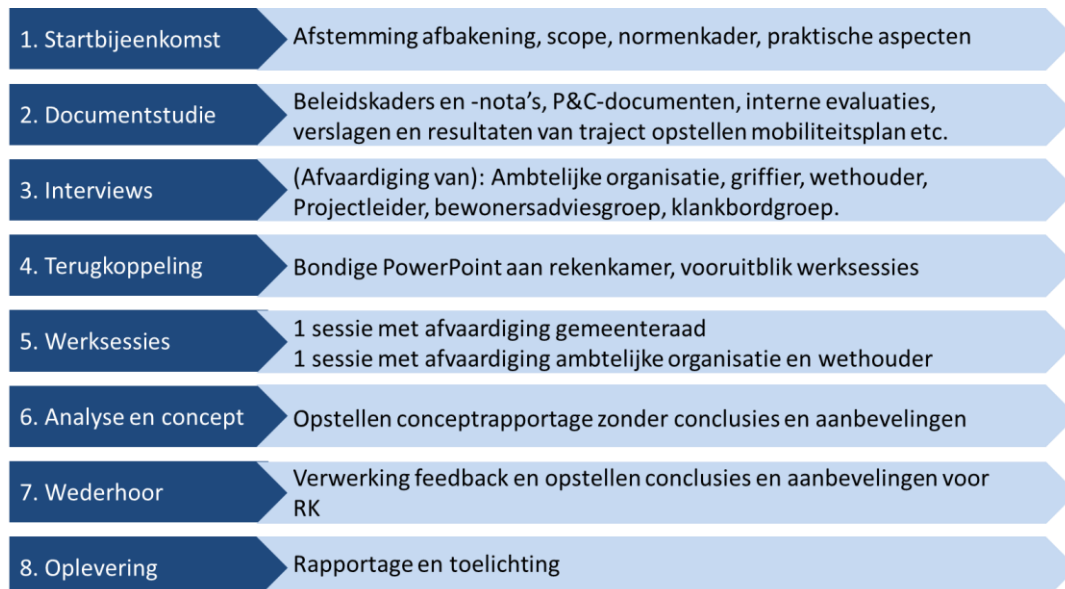 1. Startbijeenkomst
Afstemming afbakening, scope, normenkader, praktische aspecten
2. Documentstudie
Beleidskaders en -nota’s, P&C-documenten, interne evaluaties,
verslagen en resultaten van traject opstellen mobiliteitsplan etc.
3. Interviews
(Afvaardiging van): Ambtelijke organisatie, griffier, wethouder,
Projectleider, bewonersadviesgroep, klankbordgroep.
4. Terugkoppeling
Bondige PowerPoint aan rekenkamer, vooruitblik werksessies
5. Werksessies
1 sessie met afvaardiging gemeenteraad
1 sessie met afvaardiging ambtelijke organisatie en wethouder
6. Analyse en concept
Opstellen conceptrapportage zonder conclusies en aanbevelingen
7. Wederhoor
Verwerking feedback en opstellen conclusies en aanbevelingen voor
RK
8. Oplevering
Rapportage en toelichting